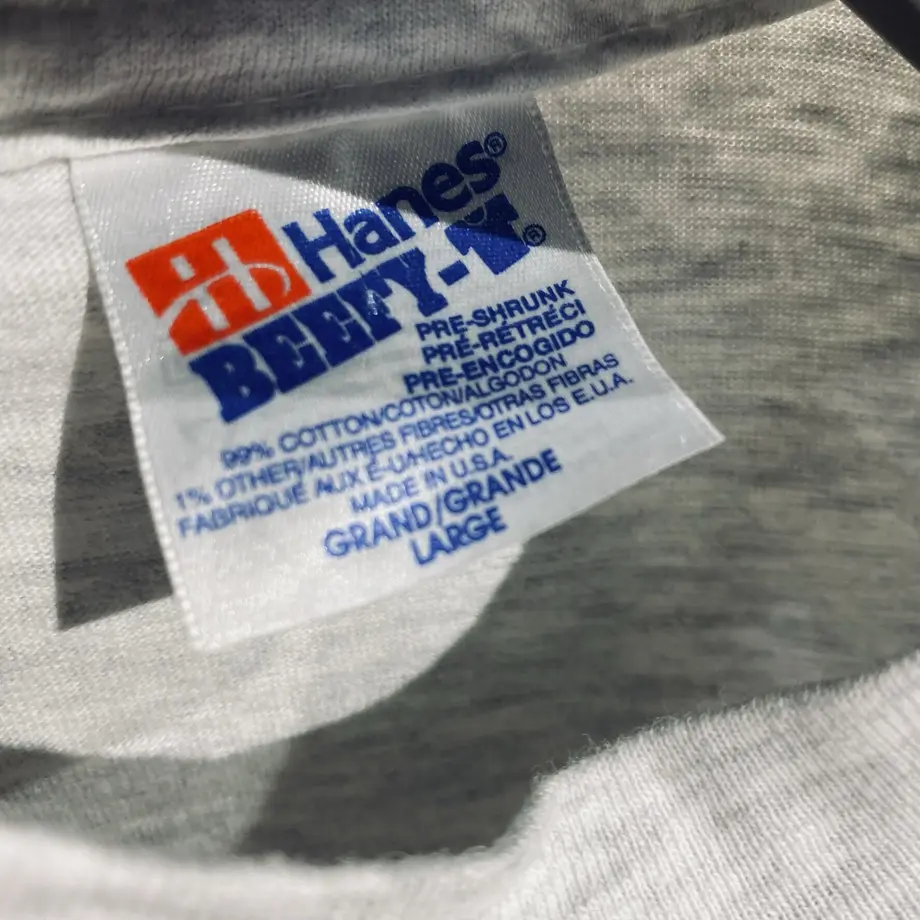 Hanes®
BEEFY-T®
PRE-SHRUNK
PRÉ-RÉTRÉCI
PRE-ENCOGIDO
99% COTTON/COTON/ALGODON
1% OTHER/AUTRES FIBRES/OTRAS FIBRAS
FABRIQUÉ AUX É-U/HECHO EN LOS E.U.A.
MADE IN U.S.A.
GRAND/GRANDE
LARGE